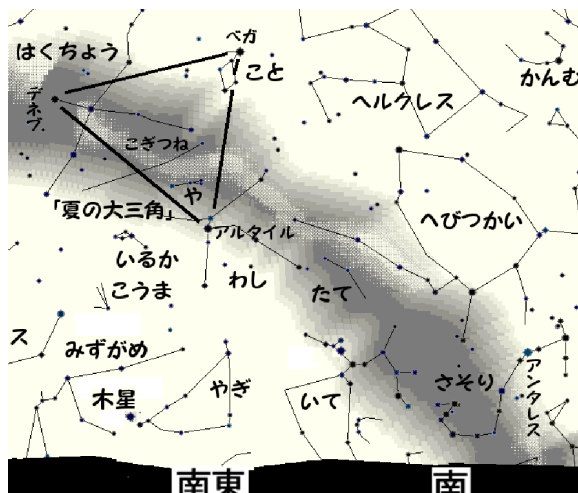 はくちょう
ベガ
こと
かんむ
デネブ
ヘルクレス
こぎつね
や
「夏の大三角」
アルタイル
へびつかい
いるか
わし
こうま
たて
ス
みずがめ
アンタレス
木星
やぎ
いて
さそり
南東
南